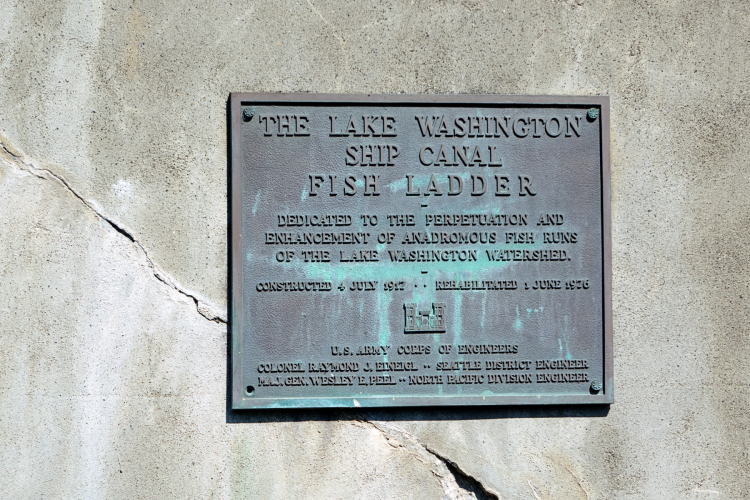 THE LAKE WASHINGTON
SHIP CANAL
FISH LADDER
-
DEDICATED TO THE PERPETUATION AND
ENHANCEMENT OF ANADROMOUS FISH RUNS
OF THE LAKE WASHINGTON WATERSHED.
-
CONSTRUCTED 4 JULY 1917 · · REHABILITATED 1 JUNE 1976
U.S. ARMY CORPS OF ENGINEERS
COLONEL RAYMOND J. EINEIGL · · SEATTLE DISTRICT ENGINEER
MAJ. GEN. WESLEY E. PEEL · · NORTH PACIFIC DIVISION ENGINEER